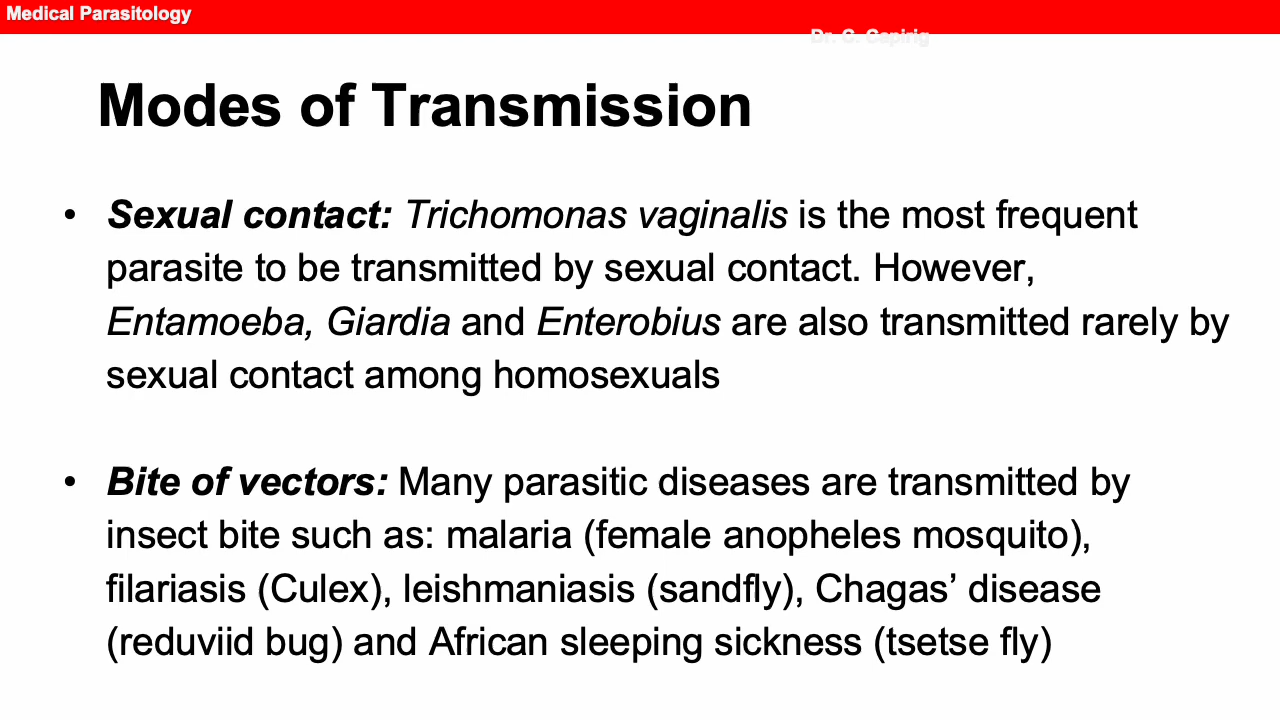 Medical Parasitology
Dr. C. Capirig
Modes of Transmission
• Sexual contact: Trichomonas vaginalis is the most frequent
parasite to be transmitted by sexual contact. However,
Entamoeba, Giardia and Enterobius are also transmitted rarely by
sexual contact among homosexuals
• Bite of vectors: Many parasitic diseases are transmitted by
insect bite such as: malaria (female anopheles mosquito),
filariasis (Culex), leishmaniasis (sandfly), Chagas’ disease
(reduviid bug) and African sleeping sickness (tsetse fly)